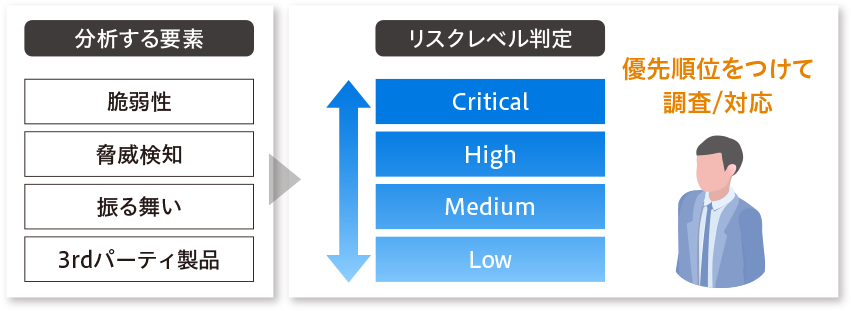 分析する要素
脆弱性
脅威検知
振る舞い
3rdパーティ製品
リスクレベル判定
Critical
High
Medium
Low
優先順位をつけて
調査/対応